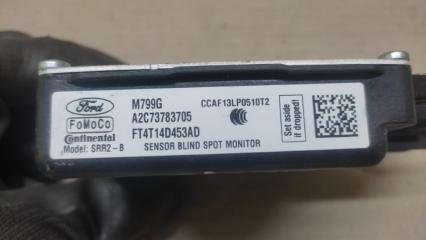 Ford
FoMoCo
Continental
Model: SRR2-B
M799G
A2C73783705
FT4T14D453AD
SENSOR BLIND SPOT MONITOR
CCAF13LP0510T2
Set aside
if dropped!